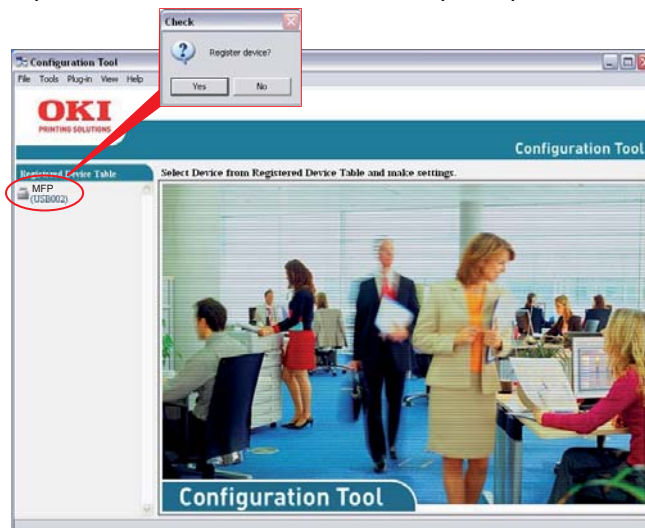 Check
Register device?
Yes No
Configuration Tool
File Tools Plug-in View Help
OKI
PRINTING SOLUTIONS
Configuration Tool
Registered Device Table
Select Device from Registered Device Table and make settings.
MFP
(USB002)
Configuration Tool